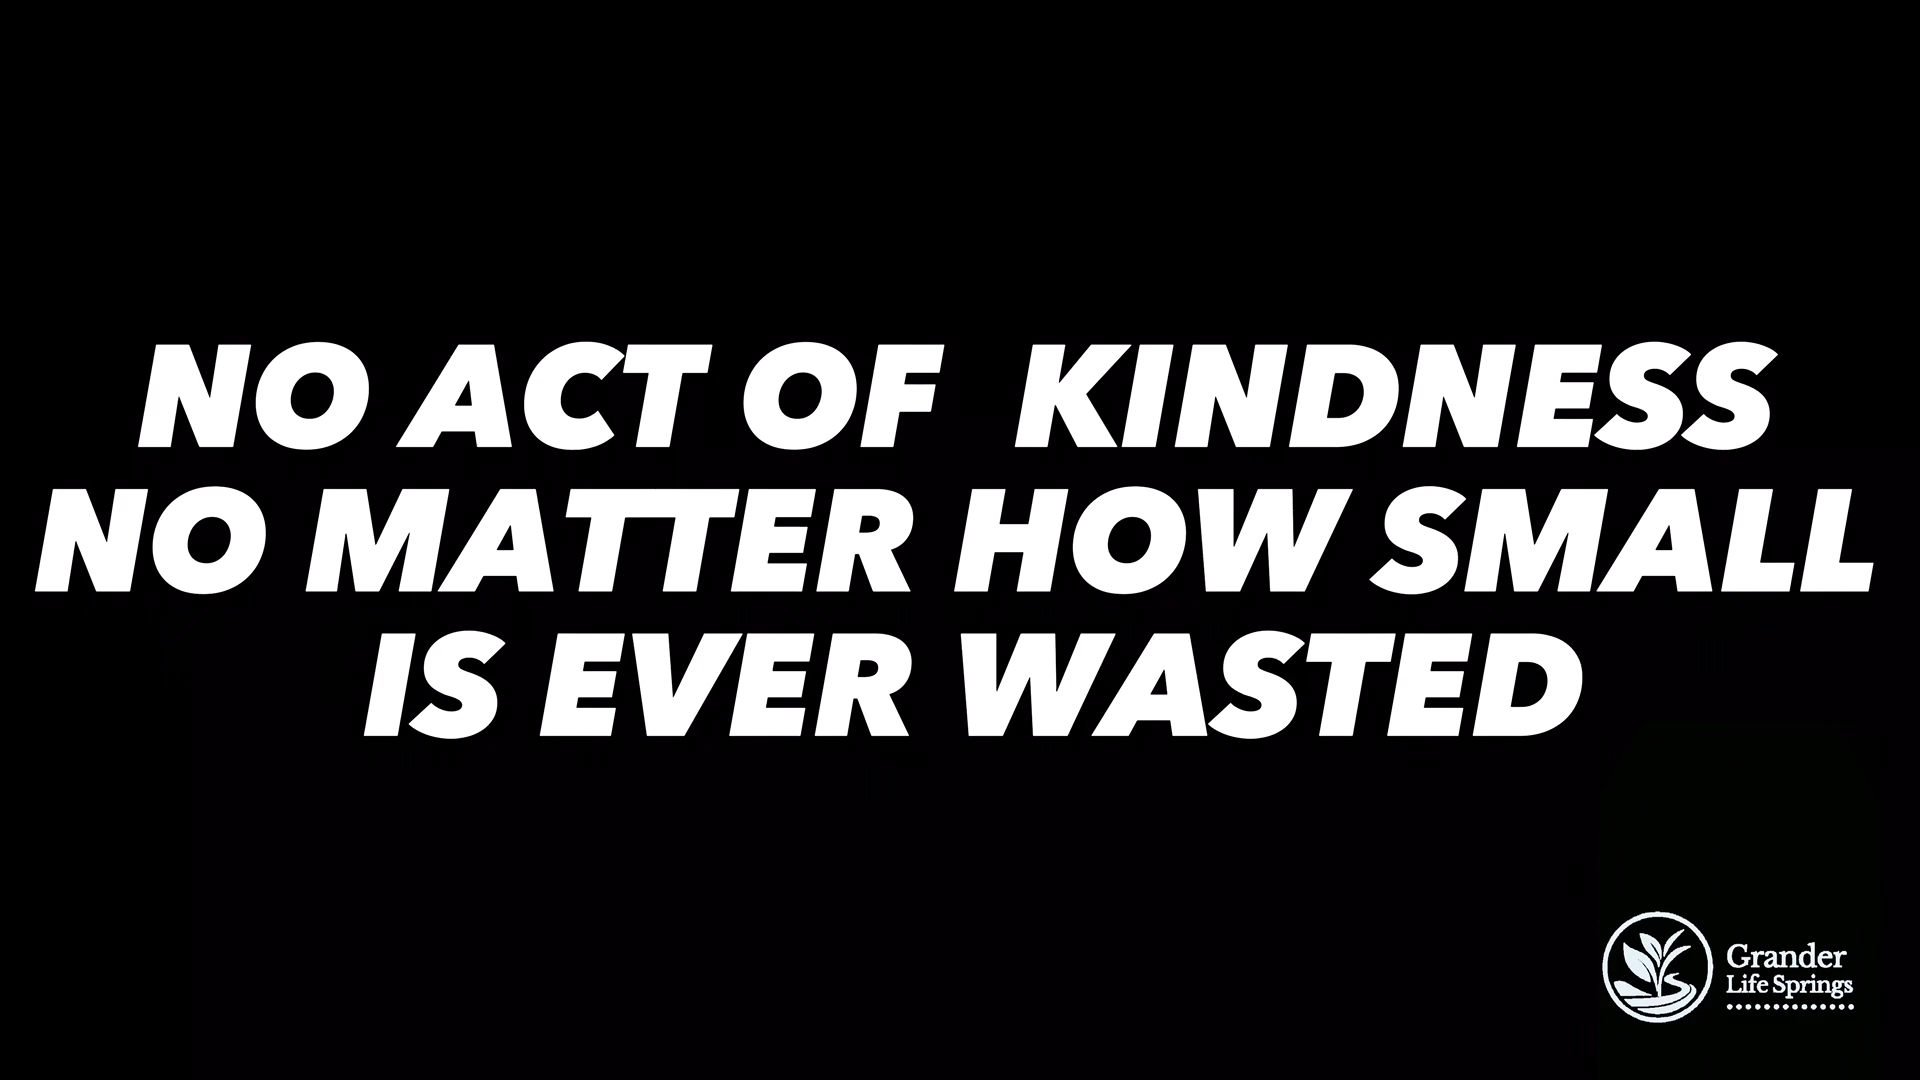 NO ACT OF KINDNESS
NO MATTER HOW SMALL
IS EVER WASTED
Grander
Life Springs